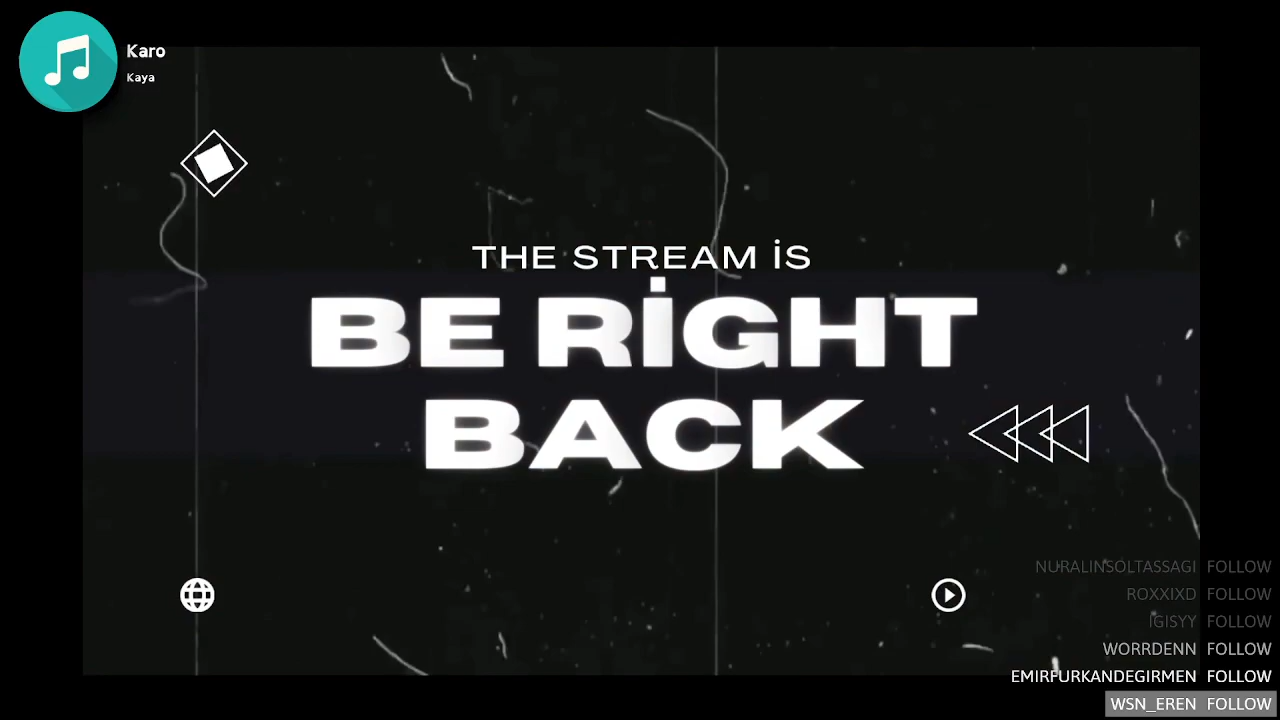 Karo
Kaya
THE STREAM İS
BE RİGHT
BACK
NURALINSOLTASSAGI FOLLOW
ROXXIXD FOLLOW
IGISYY FOLLOW
WORRDENN FOLLOW
EMIRFURKANDEGIRMEN FOLLOW
WSN_EREN FOLLOW